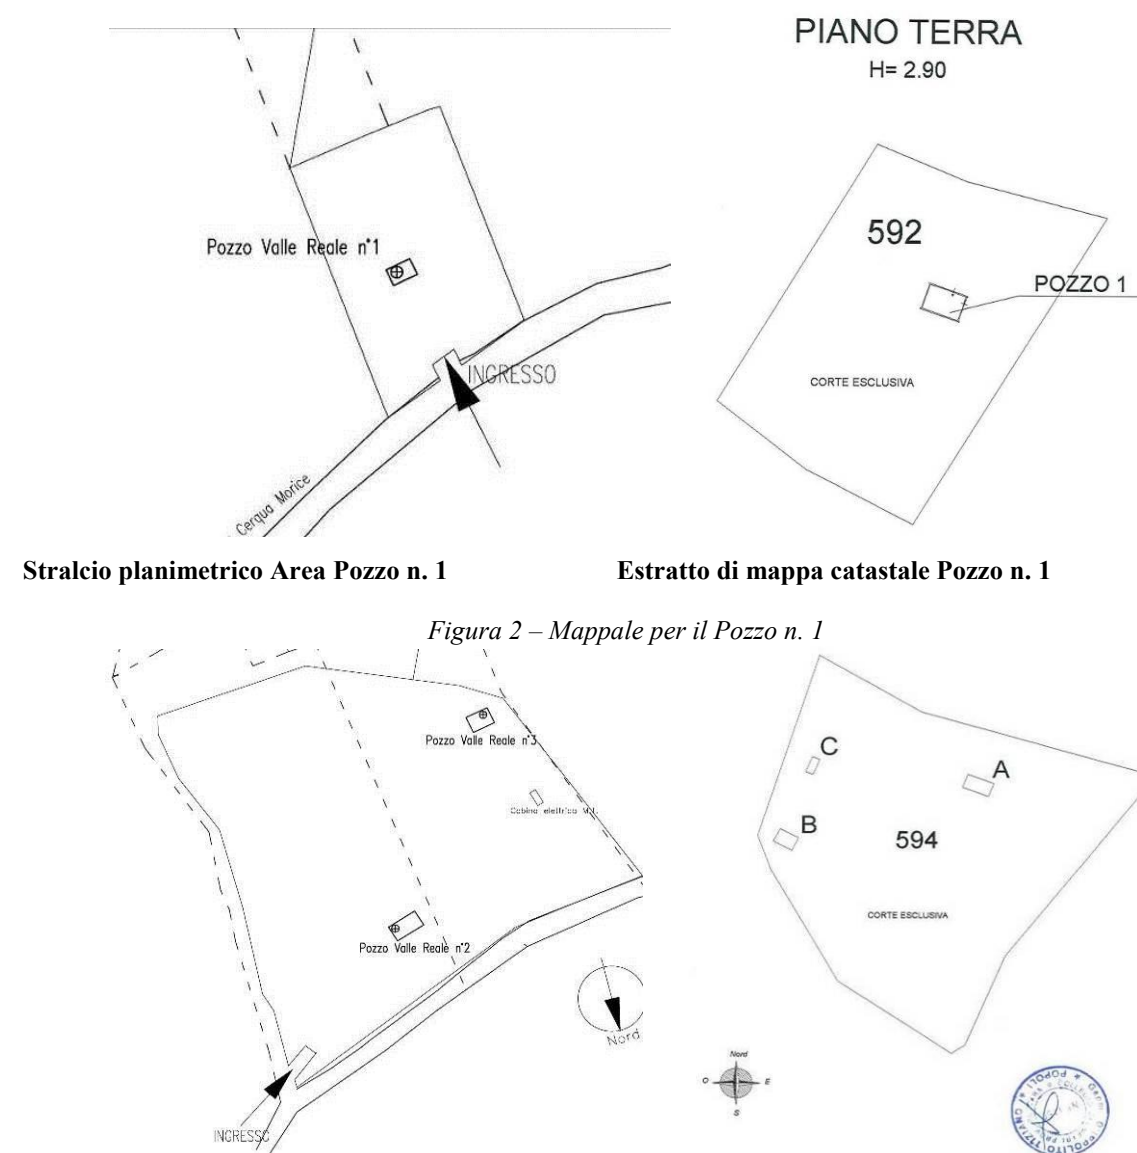 PIANO TERRA
H= 2.90
Pozzo Valle Reale n°1
INGRESSO
Cerqua Morice
592
POZZO 1
CORTE ESCLUSIVA
Stralcio planimetrico Area Pozzo n. 1
Estratto di mappa catastale Pozzo n. 1
Figura 2 – Mappale per il Pozzo n. 1
Pozzo Valle Reale n°3
Cabina elettrica M.T.
Pozzo Valle Reale n°2
Nord
INGRESSO
C
A
B
594
CORTE ESCLUSIVA
Nord
O
E
S